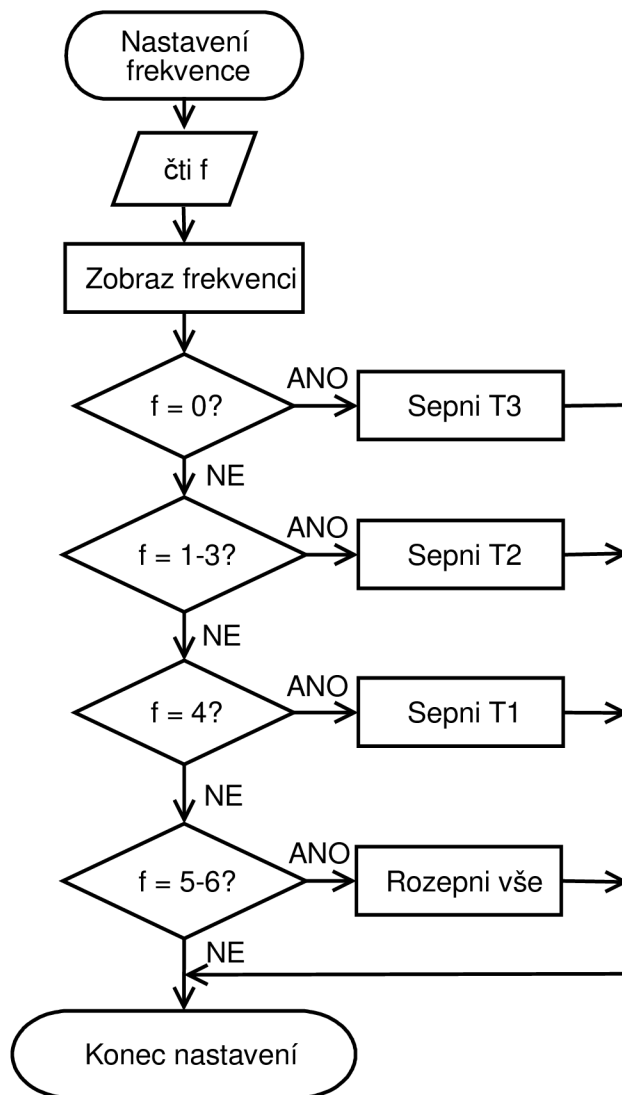 Nastavení
frekvence
čti f
Zobraz frekvenci
f = 0?
ANO
Sepni T3
NE
f = 1-3?
ANO
Sepni T2
NE
f = 4?
ANO
Sepni T1
NE
f = 5-6?
ANO
Rozepni vše
NE
Konec nastavení